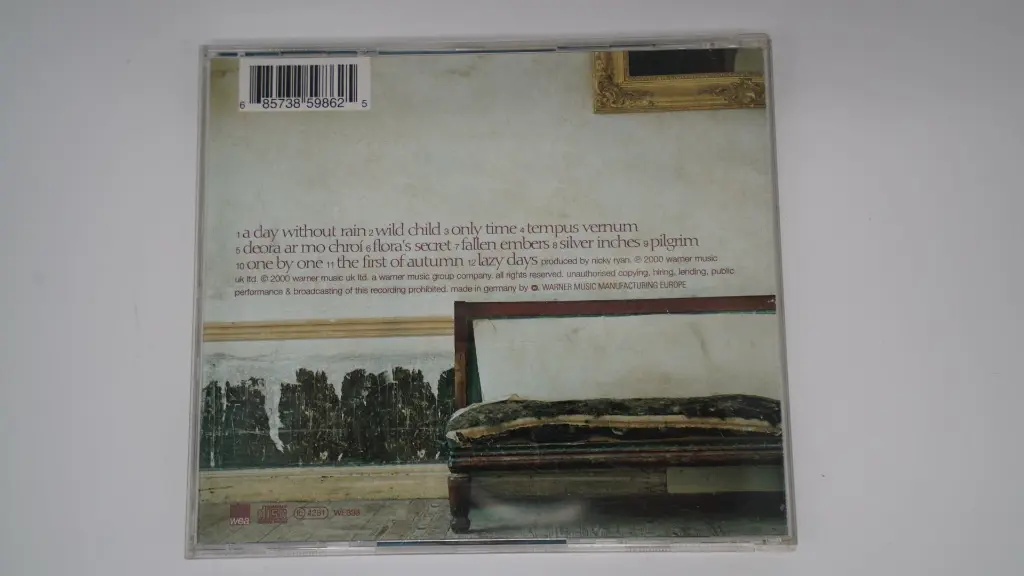 6 85738 59862 5
1 a day without rain 2 wild child 3 only time 4 tempus vernum
5 deora ar mo chroí 6 flora's secret 7 fallen embers 8 silver inches 9 pilgrim
10 one by one 11 the first of autumn 12 lazy days produced by nicky ryan. ℗ 2000 warner music
uk ltd. © 2000 warner music uk ltd. a warner music group company. all rights reserved. unauthorised copying, hiring, lending, public
performance & broadcasting of this recording prohibited. made in germany by WARNER MUSIC MANUFACTURING EUROPE
wea LC 4281